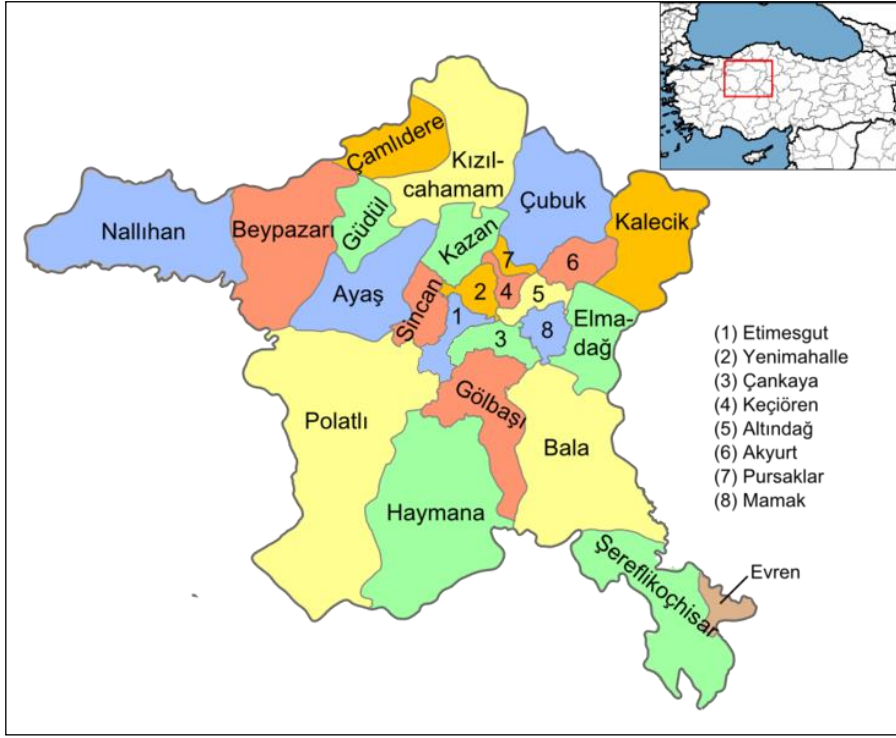 Çamlıdere
Kızıl-
cahamam
Çubuk
Kalecik
Nallıhan
Beypazarı
Güdül
Kazan
7
6
Ayaş
Sincan
1
2
4
5
Elma-
dağ
3
8
Gölbaşı
Polatlı
Bala
Haymana
Şereflikoçhisar
Evren
(1) Etimesgut
(2) Yenimahalle
(3) Çankaya
(4) Keçiören
(5) Altındağ
(6) Akyurt
(7) Pursaklar
(8) Mamak